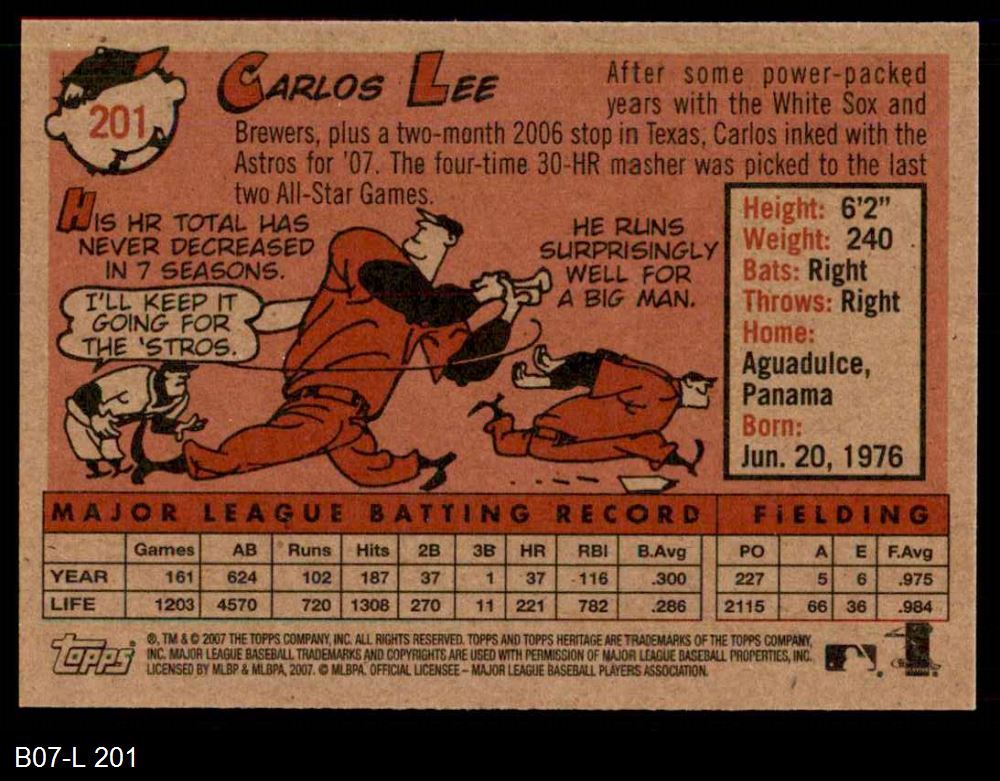 201
CARLOS LEE
After some power-packed
years with the White Sox and
Brewers, plus a two-month 2006 stop in Texas, Carlos inked with the
Astros for '07. The four-time 30-HR masher was picked to the last
two All-Star Games.
HIS HR TOTAL HAS
NEVER DECREASED
IN 7 SEASONS.
I'LL KEEP IT
GOING FOR
THE 'STROS.
HE RUNS
SURPRISINGLY
WELL FOR
A BIG MAN.
Height: 6'2"
Weight: 240
Bats: Right
Throws: Right
Home:
Aguadulce,
Panama
Born:
Jun. 20, 1976
MAJOR LEAGUE BATTING RECORD FIELDING
Games AB Runs Hits 2B 3B HR RBI B.Avg PO A E F.Avg
YEAR 161 624 102 187 37 1 37 116 .300 227 5 6 .975
LIFE 1203 4570 720 1308 270 11 221 782 .286 2115 66 36 .984
Topps
®, TM & © 2007 THE TOPPS COMPANY, INC. ALL RIGHTS RESERVED. TOPPS AND TOPPS HERITAGE ARE TRADEMARKS OF THE TOPPS COMPANY,
INC. MAJOR LEAGUE BASEBALL TRADEMARKS AND COPYRIGHTS ARE USED WITH PERMISSION OF MAJOR LEAGUE BASEBALL PROPERTIES, INC.
LICENSED BY MLBP & MLBPA, 2007. © MLBPA. OFFICIAL LICENSEE – MAJOR LEAGUE BASEBALL PLAYERS ASSOCIATION.
B07-L 201